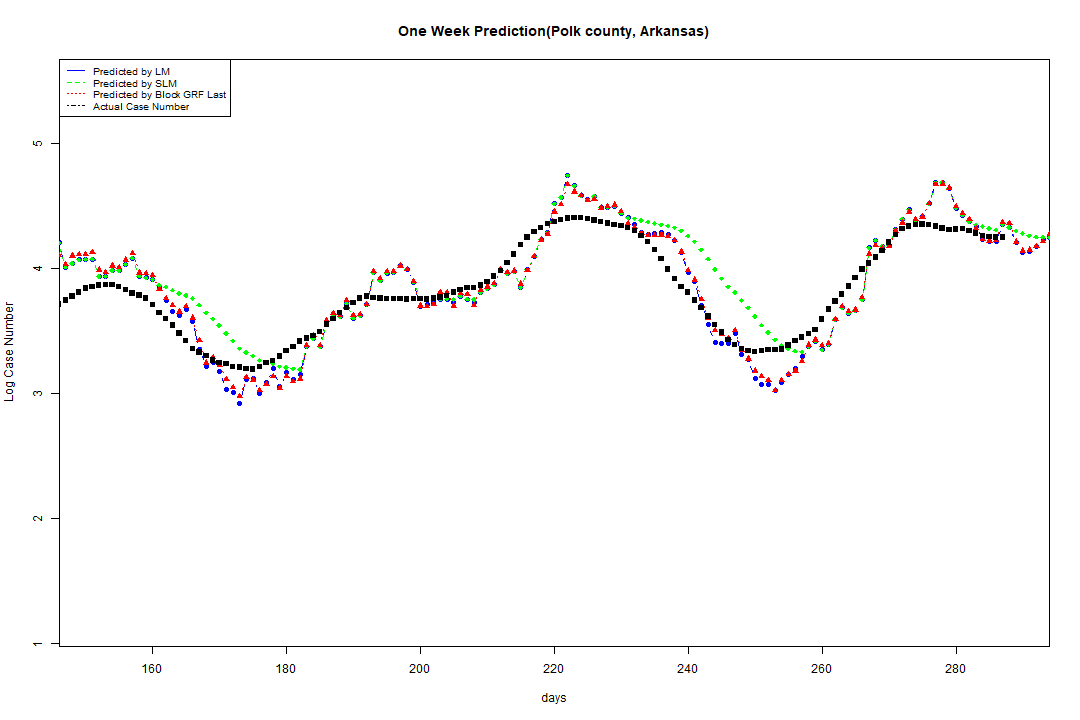 One Week Prediction(Polk county, Arkansas)
Predicted by LM
Predicted by SLM
Predicted by Block GRF Last
Actual Case Number
5
4
3
2
1
Log Case Number
160 180 200 220 240 260 280
days